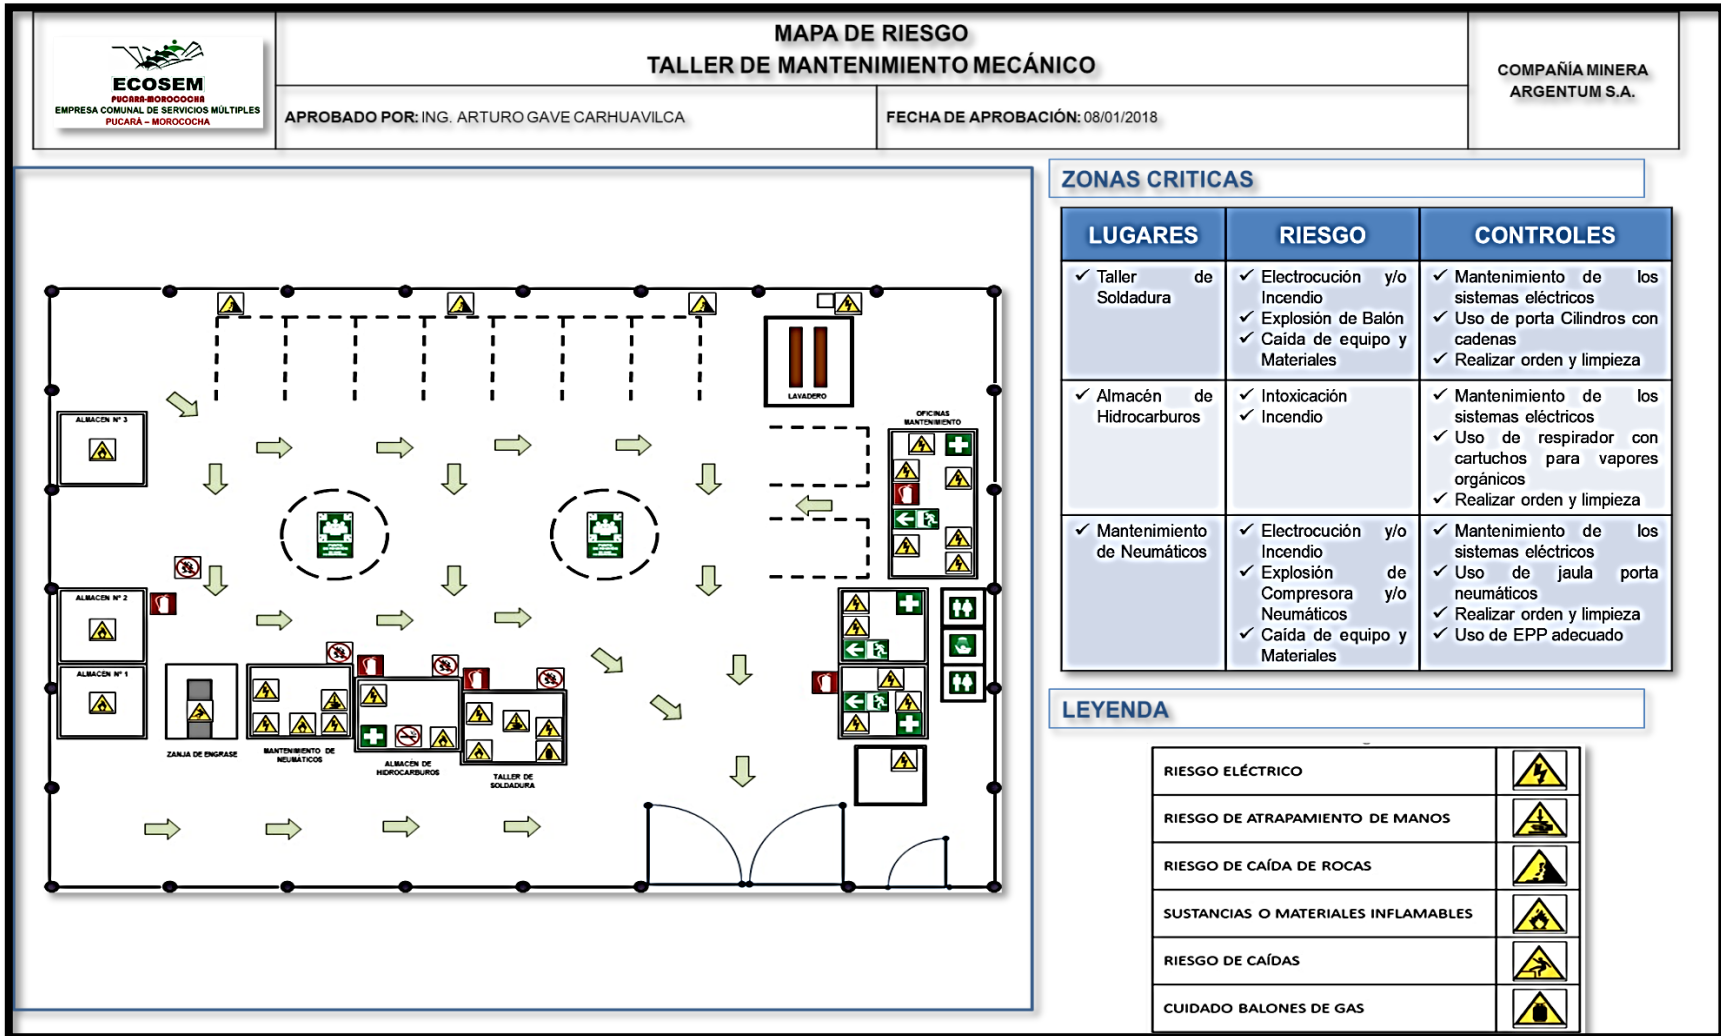 ECOSEM
PUCARÁ-MOROCOCHA
EMPRESA COMUNAL DE SERVICIOS MÚLTIPLES
PUCARÁ – MOROCOCHA
MAPA DE RIESGO
TALLER DE MANTENIMIENTO MECÁNICO
APROBADO POR: ING. ARTURO GAVE CARHUAVILCA
FECHA DE APROBACIÓN: 08/01/2018
COMPAÑÍA MINERA
ARGENTUM S.A.
LAVADERO
ALMACEN Nº 3
OFICINAS
MANTENIMIENTO
ALMACEN Nº 2
ALMACÉN Nº 1
ZANJA DE ENGRASE
MANTENIMIENTO DE
NEUMÁTICOS
ALMACÉN DE
HIDROCARBUROS
TALLER DE
SOLDADURA
ZONAS CRITICAS
LUGARES
RIESGO
CONTROLES
✓ Taller de
Soldadura
✓ Electrocución y/o
Incendio
✓ Explosión de Balón
✓ Caída de equipo y
Materiales
✓ Mantenimiento de los
sistemas eléctricos
✓ Uso de porta Cilindros con
cadenas
✓ Realizar orden y limpieza
✓ Almacén de
Hidrocarburos
✓ Intoxicación
✓ Incendio
✓ Mantenimiento de los
sistemas eléctricos
✓ Uso de respirador con
cartuchos para vapores
orgánicos
✓ Realizar orden y limpieza
✓ Mantenimiento
de Neumáticos
✓ Electrocución y/o
Incendio
✓ Explosión de
Compresora y/o
Neumáticos
✓ Caída de equipo y
Materiales
✓ Mantenimiento de los
sistemas eléctricos
✓ Uso de jaula porta
neumáticos
✓ Realizar orden y limpieza
✓ Uso de EPP adecuado
LEYENDA
RIESGO ELÉCTRICO
RIESGO DE ATRAPAMIENTO DE MANOS
RIESGO DE CAÍDA DE ROCAS
SUSTANCIAS O MATERIALES INFLAMABLES
RIESGO DE CAÍDAS
CUIDADO BALONES DE GAS